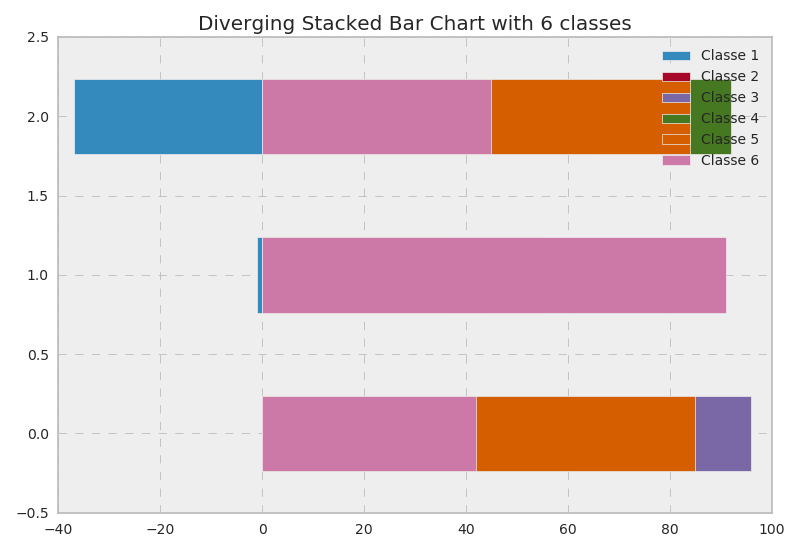 Diverging Stacked Bar Chart with 6 classes
2.5
2.0
1.5
1.0
0.5
0.0
−0.5
Classe 1
Classe 2
Classe 3
Classe 4
Classe 5
Classe 6
−40 −20 0 20 40 60 80 100